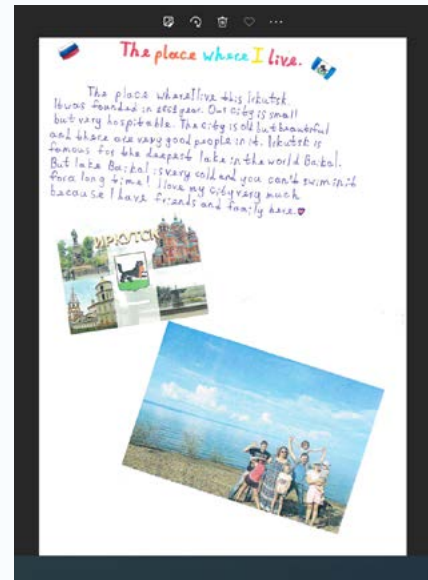 The place where I live.
The place where I live this Irkutsk.
It was founded in year. Our city is small
but very hospitable. The city is old but beautiful
and there are very good people in it. Irkutsk is
famous for the deepest lake in the world Baikal.
But lake Baikal is very cold and you can't swim in it
for a long time! I love my city very much
because I have friends and family here.
ИРКУТСК